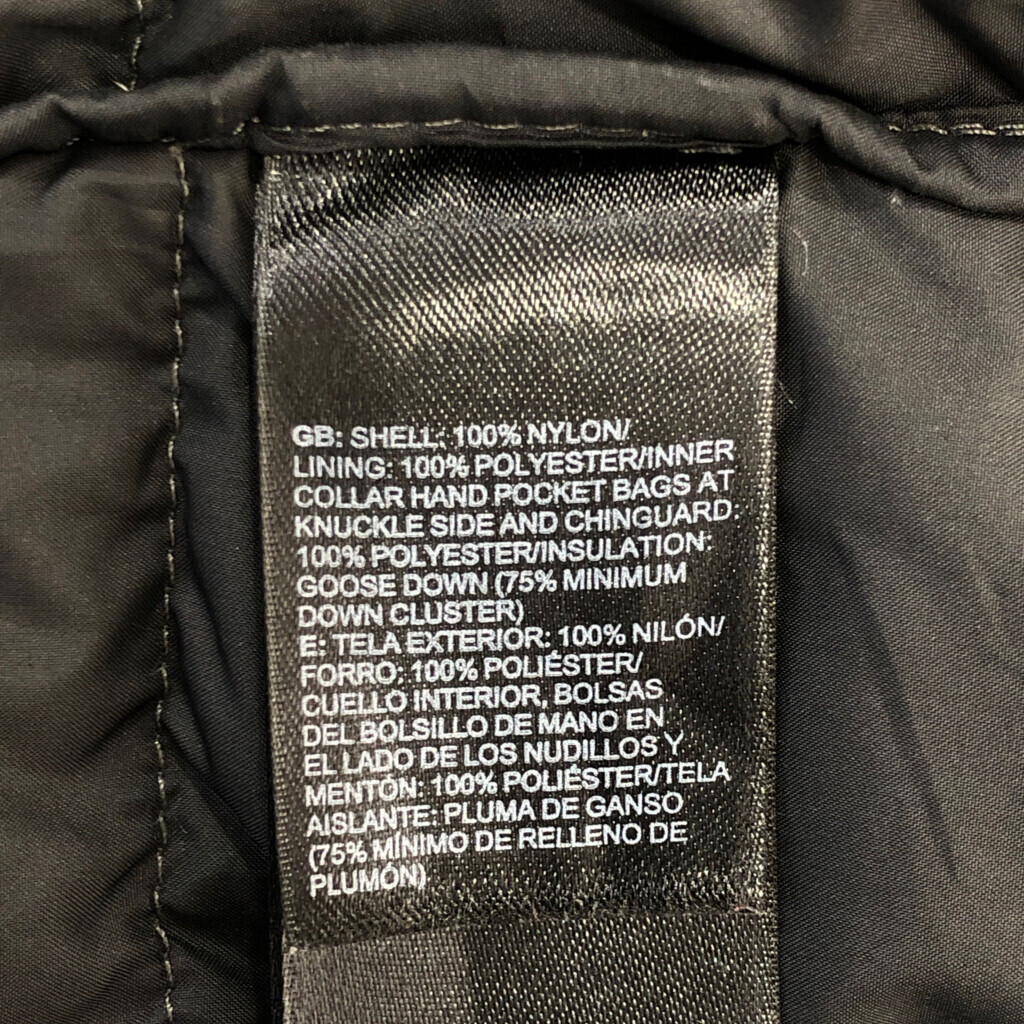 GB: SHELL: 100% NYLON/
LINING: 100% POLYESTER/INNER
COLLAR HAND POCKET BAGS AT
KNUCKLE SIDE AND CHINGUARD:
100% POLYESTER/INSULATION:
GOOSE DOWN (75% MINIMUM
DOWN CLUSTER)
E: TELA EXTERIOR: 100% NILÓN/
FORRO: 100% POLIÉSTER/
CUELLO INTERIOR, BOLSAS
DEL BOLSILLO DE MANO EN
EL LADO DE LOS NUDILLOS Y
MENTÓN: 100% POLIÉSTER/TELA
AISLANTE: PLUMA DE GANSO
(75% MÍNIMO DE RELLENO DE
PLUMÓN)